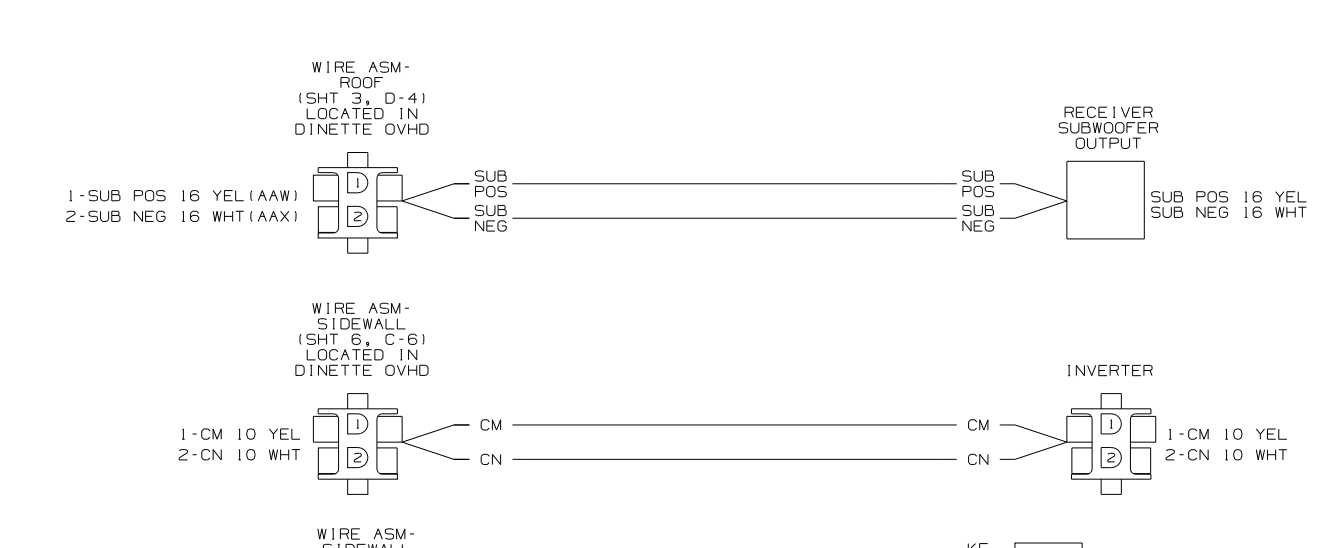 WIRE ASM-
ROOF
(SHT 3, D-4)
LOCATED IN
DINETTE OVHD
1-SUB POS 16 YEL(AAW)
2-SUB NEG 16 WHT(AAX)
1
2
SUB
POS
SUB
NEG
SUB
POS
SUB
NEG
RECEIVER
SUBWOOFER
OUTPUT
SUB POS 16 YEL
SUB NEG 16 WHT
WIRE ASM-
SIDEWALL
(SHT 6, C-6)
LOCATED IN
DINETTE OVHD
1-CM 10 YEL
2-CN 10 WHT
1
2
CM
CN
CM
CN
INVERTER
1
2
1-CM 10 YEL
2-CN 10 WHT
WIRE ASM-
SIDEWALL